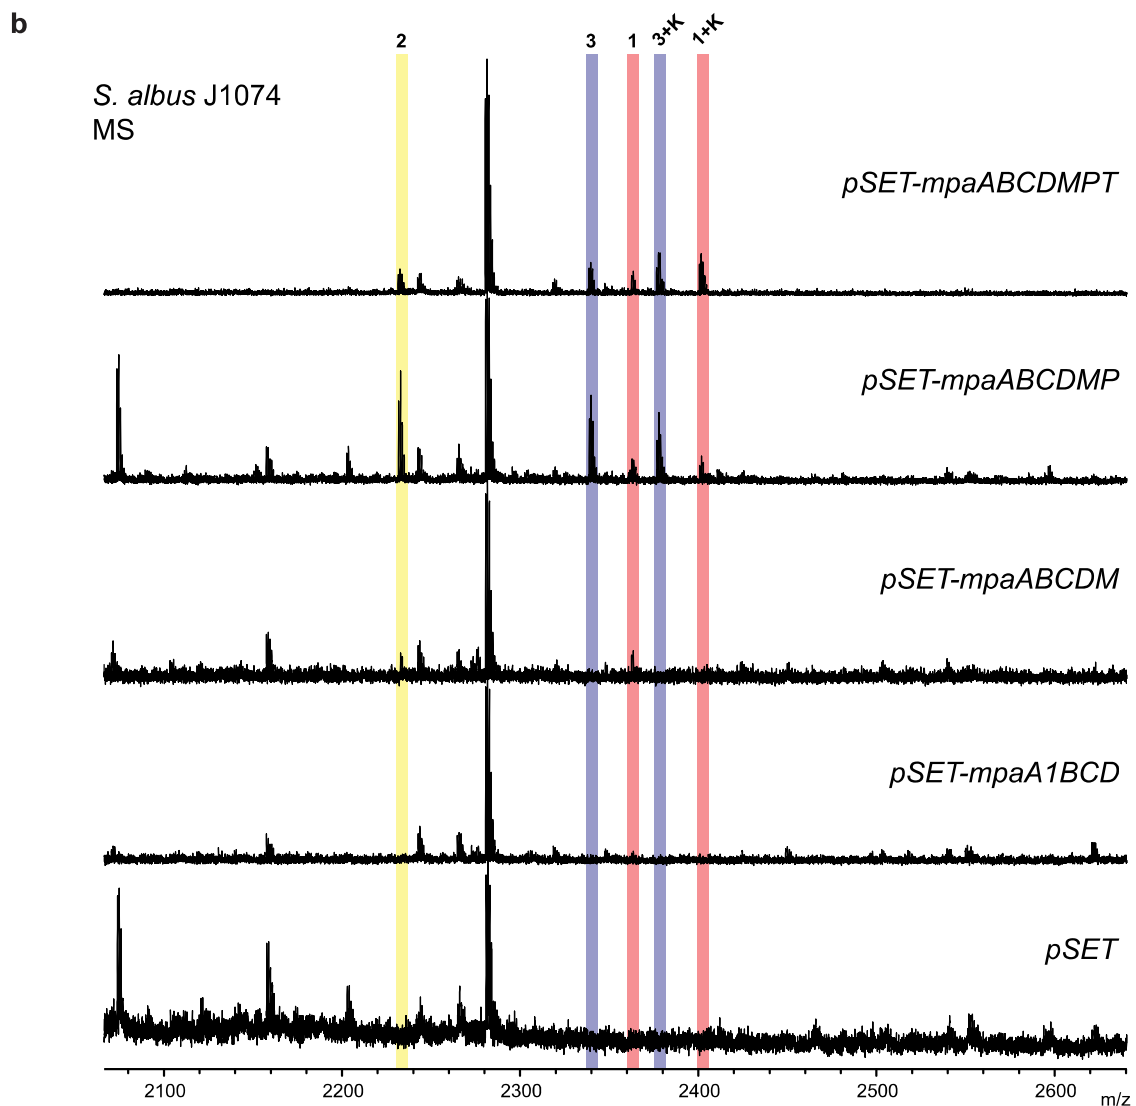 b
2 3 1 3+K 1+K
S. albus J1074
MS
pSET-mpaABCDMPT
pSET-mpaABCDMP
pSET-mpaABCDM
pSET-mpaA1BCD
pSET
2100 2200 2300 2400 2500 2600 m/z